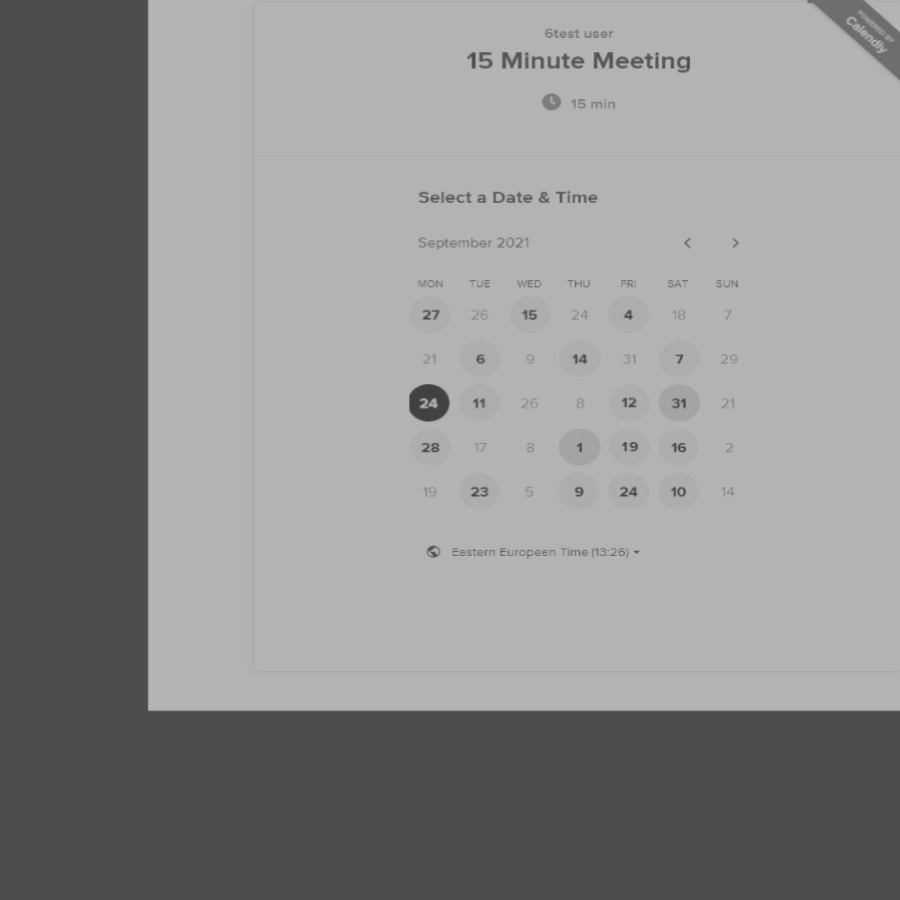 POWERED BY
Calendly
6test user
15 Minute Meeting
15 min
Select a Date & Time
September 2021
MON TUE WED THU FRI SAT SUN
27 26 15 24 4 18 7
21 6 9 14 31 7 29
24 11 26 8 12 31 21
28 17 8 1 19 16 2
19 23 5 9 24 10 14
Eastern European Time (13:26)